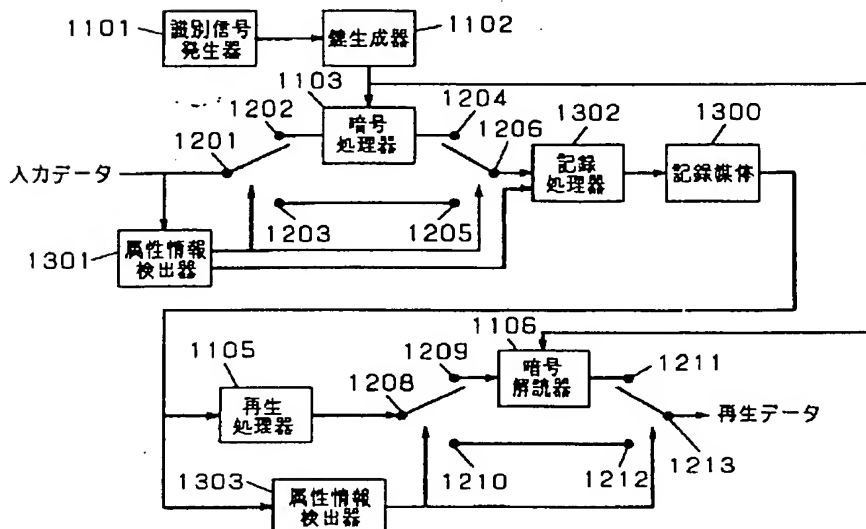 1101
識別信号
発生器
鍵生成器
1102
1103
1202
暗号
処理器
1204
1201
1206
1302
1300
入力データ
記録
処理器
記録媒体
1203
1205
1301
属性情報
検出器
1106
1209
暗号
解読器
1211
1105
1208
再生
処理器
再生データ
1210
1212
1213
1303
属性情報
検出器